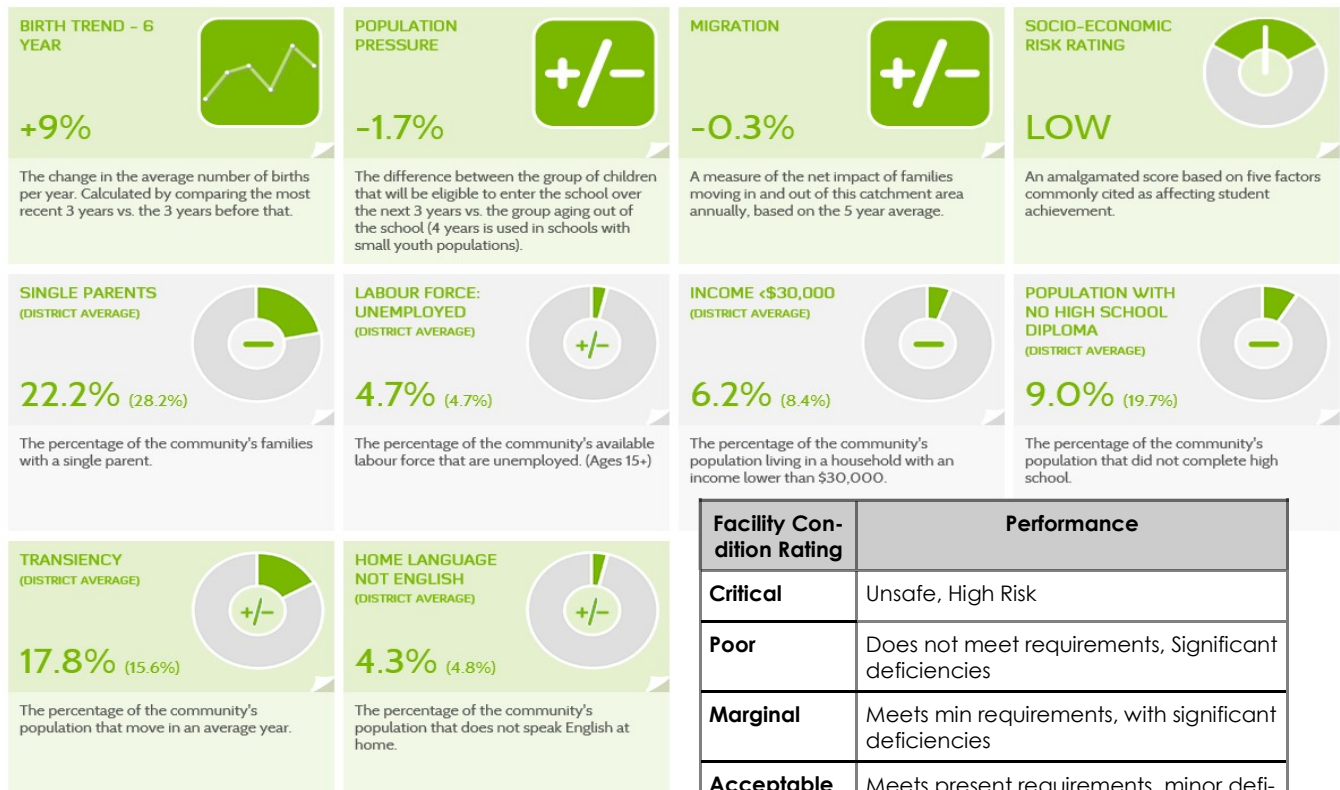 BIRTH TREND - 6
YEAR
+9%
The change in the average number of births
per year. Calculated by comparing the most
recent 3 years vs. the 3 years before that.
POPULATION
PRESSURE
+/-
-1.7%
The difference between the group of children
that will be eligible to enter the school over
the next 3 years vs. the group aging out of
the school (4 years is used in schools with
small youth populations).
MIGRATION
+/-
-0.3%
A measure of the net impact of families
moving in and out of this catchment area
annually, based on the 5 year average.
SOCIO-ECONOMIC
RISK RATING
LOW
An amalgamated score based on five factors
commonly cited as affecting student
achievement.
SINGLE PARENTS
(DISTRICT AVERAGE)
-
22.2% (28.2%)
The percentage of the community's families
with a single parent.
LABOUR FORCE:
UNEMPLOYED
(DISTRICT AVERAGE)
+/-
4.7% (4.7%)
The percentage of the community's available
labour force that are unemployed. (Ages 15+)
INCOME <$30,000
(DISTRICT AVERAGE)
-
6.2% (8.4%)
The percentage of the community's
population living in a household with an
income lower than $30,000.
POPULATION WITH
NO HIGH SCHOOL
DIPLOMA
(DISTRICT AVERAGE)
-
9.0% (19.7%)
The percentage of the community's
population that did not complete high
school.
TRANSIENCY
(DISTRICT AVERAGE)
+/-
17.8% (15.6%)
The percentage of the community's
population that move in an average year.
HOME LANGUAGE
NOT ENGLISH
(DISTRICT AVERAGE)
+/-
4.3% (4.8%)
The percentage of the community's
population that does not speak English at
home.
Facility Con-
dition Rating
Performance
Critical
Unsafe, High Risk
Poor
Does not meet requirements, Significant
deficiencies
Marginal
Meets min requirements, with significant
deficiencies
Acceptable
Meets present requirements, minor defi-